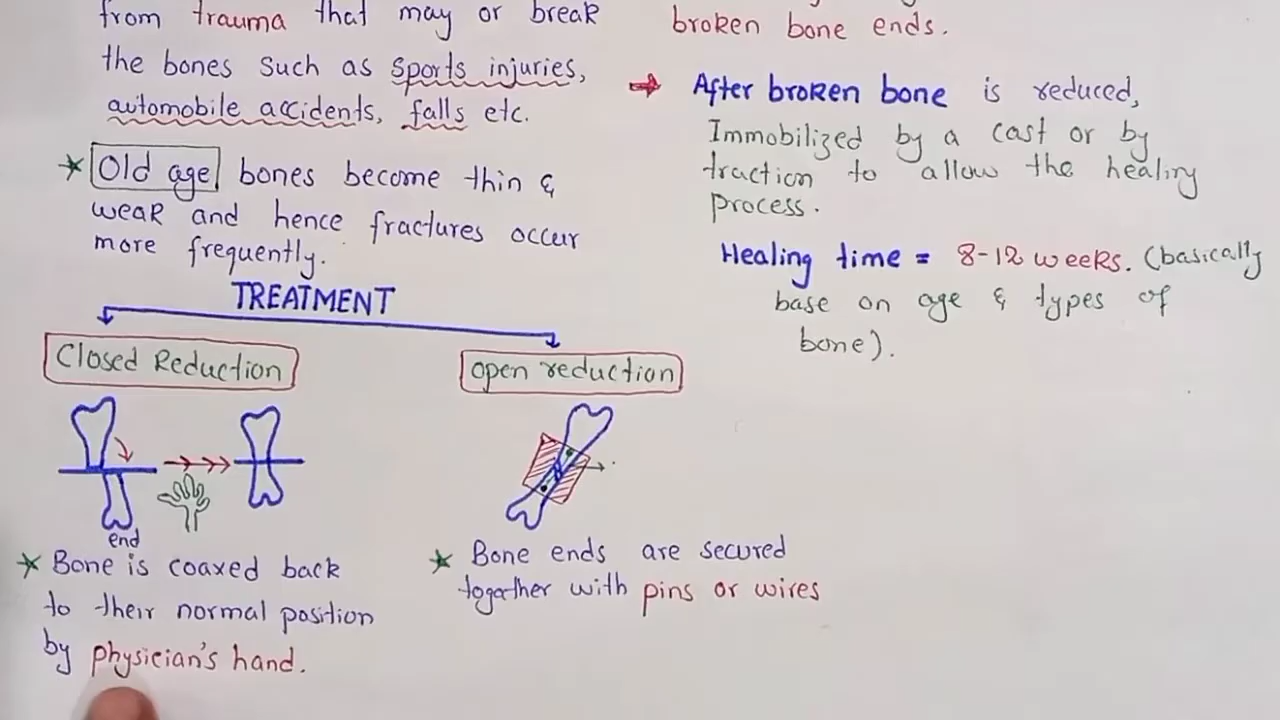 from trauma that may or break
the bones such as sports injuries,
automobile accidents, falls etc.
Old age bones become thin &
weak and hence fractures occur
more frequently.
TREATMENT
Closed Reduction
end
Bone is coaxed back
to their normal position
by physician's hand.
open reduction
Bone ends are secured
together with pins or wires
broken bone ends.
After broken bone is reduced,
Immobilized by a cast or by
traction to allow the healing
process.
Healing time = 8-12 weeks. (basically
base on age & types of
bone).